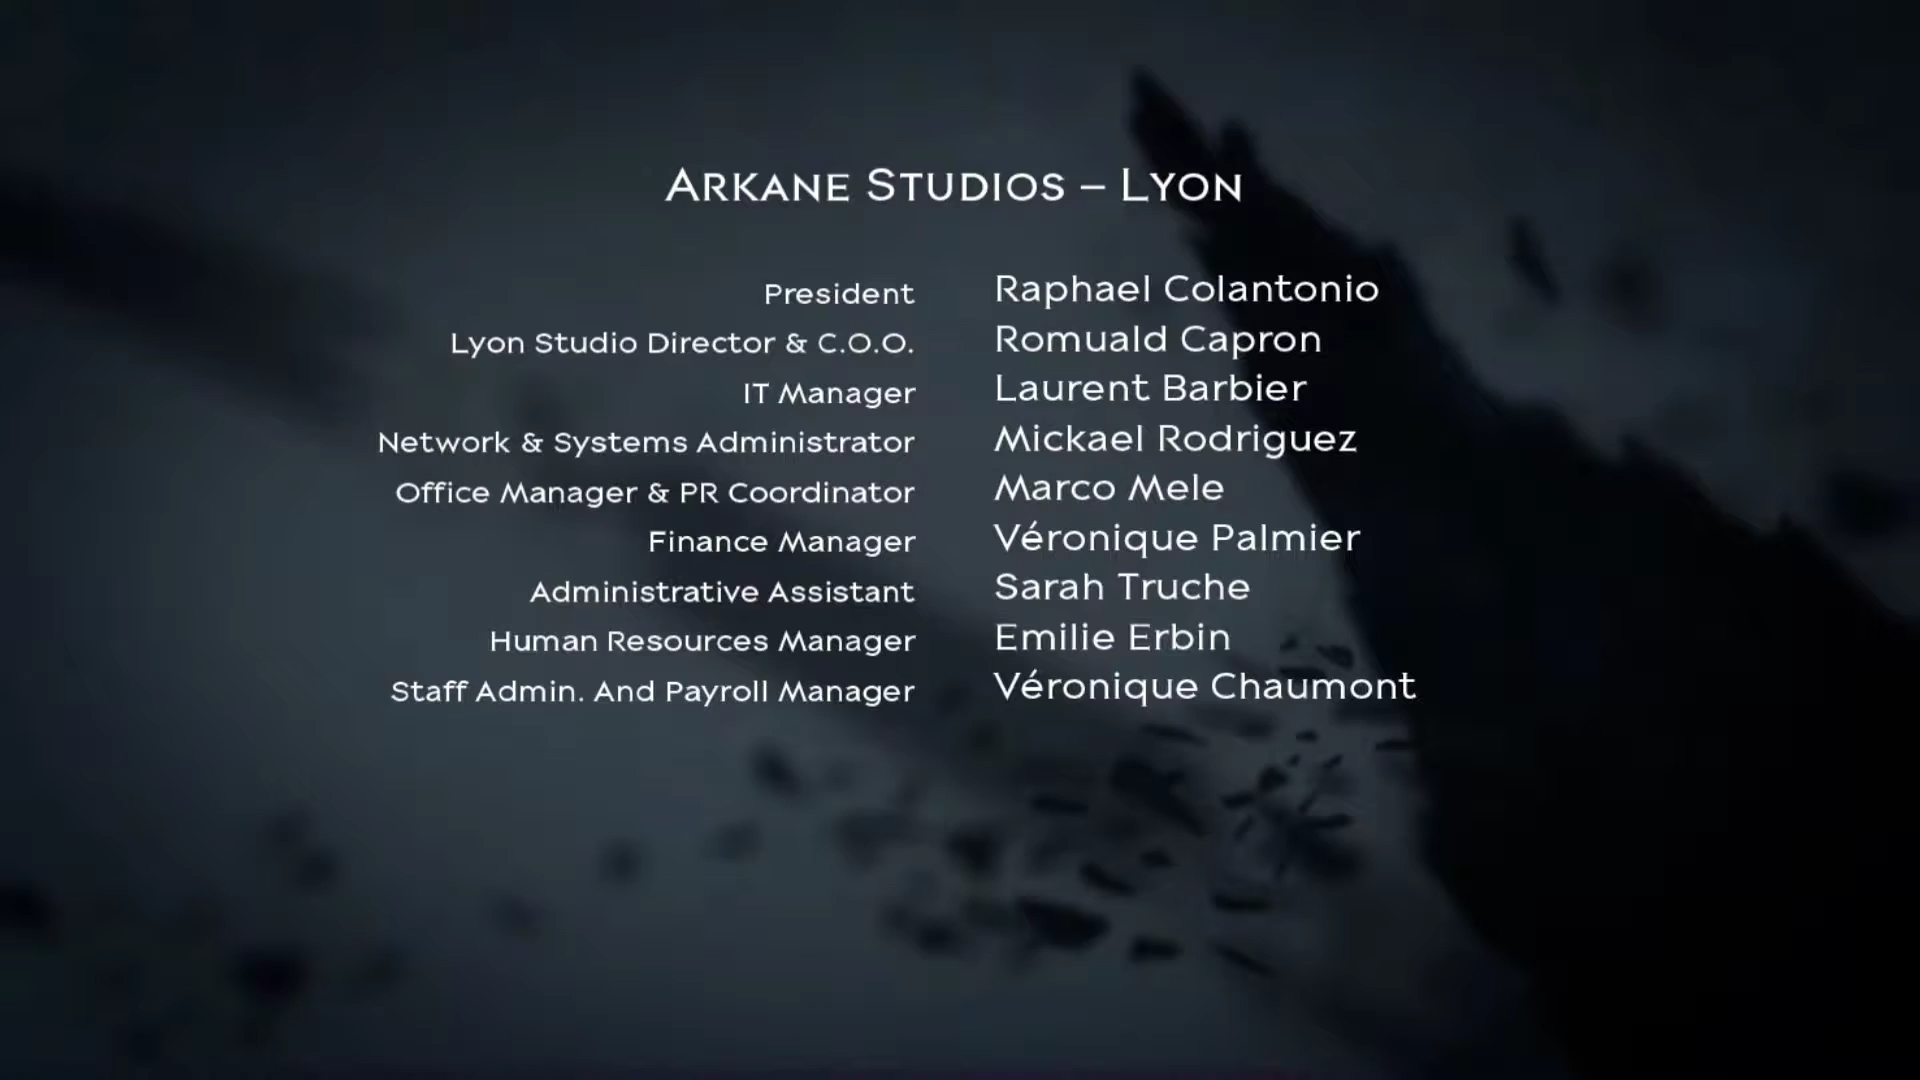 ARKANE STUDIOS – LYON
President Raphael Colantonio
Lyon Studio Director & C.O.O. Romuald Capron
IT Manager Laurent Barbier
Network & Systems Administrator Mickael Rodriguez
Office Manager & PR Coordinator Marco Mele
Finance Manager Véronique Palmier
Administrative Assistant Sarah Truche
Human Resources Manager Emilie Erbin
Staff Admin. And Payroll Manager Véronique Chaumont